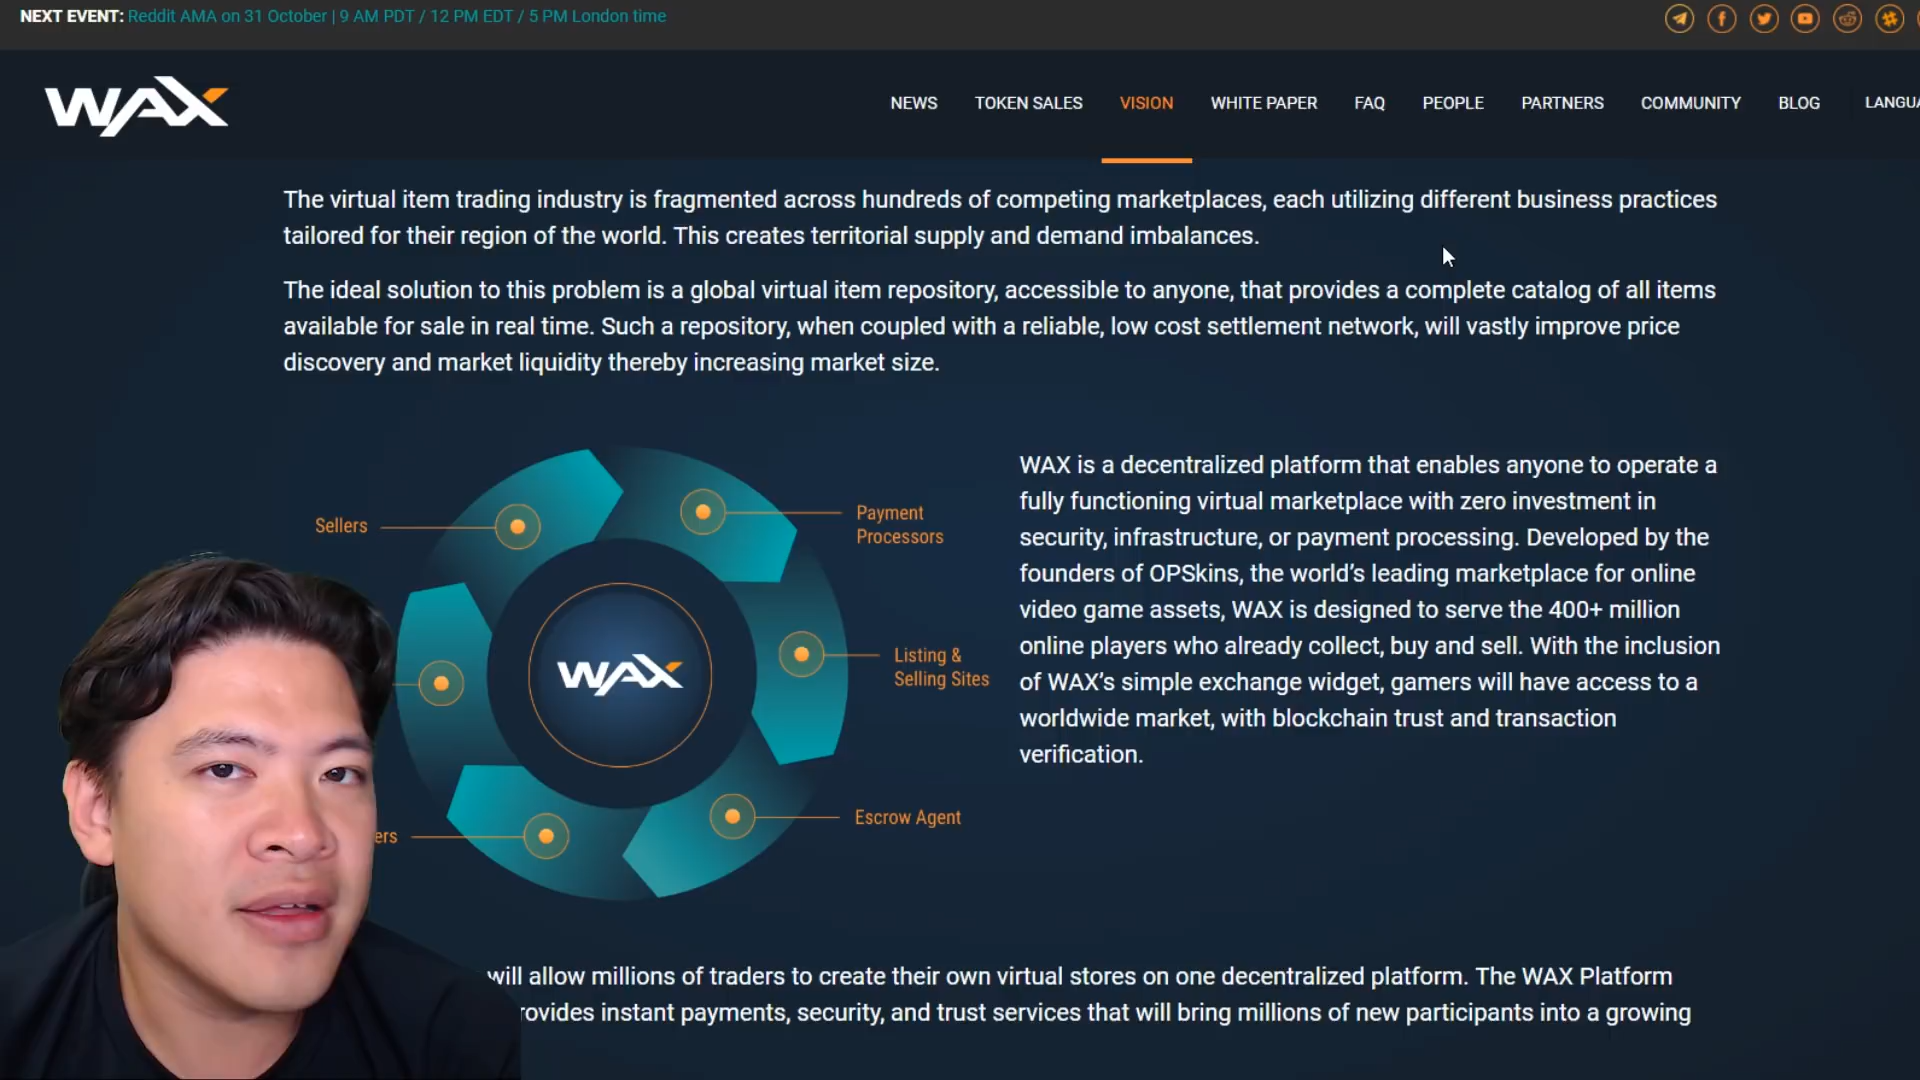 NEXT EVENT: Reddit AMA on 31 October | 9 AM PDT / 12 PM EDT / 5 PM London time
WAX
NEWS TOKEN SALES VISION WHITE PAPER FAQ PEOPLE PARTNERS COMMUNITY BLOG
The virtual item trading industry is fragmented across hundreds of competing marketplaces, each utilizing different business practices
tailored for their region of the world. This creates territorial supply and demand imbalances.
The ideal solution to this problem is a global virtual item repository, accessible to anyone, that provides a complete catalog of all items
available for sale in real time. Such a repository, when coupled with a reliable, low cost settlement network, will vastly improve price
discovery and market liquidity thereby increasing market size.
Sellers
Payment
Processors
Listing &
Selling Sites
Escrow Agent
WAX
WAX is a decentralized platform that enables anyone to operate a
fully functioning virtual marketplace with zero investment in
security, infrastructure, or payment processing. Developed by the
founders of OPSkins, the world's leading marketplace for online
video game assets, WAX is designed to serve the 400+ million
online players who already collect, buy and sell. With the inclusion
of WAX's simple exchange widget, gamers will have access to a
worldwide market, with blockchain trust and transaction
verification.
will allow millions of traders to create their own virtual stores on one decentralized platform. The WAX Platform
instant payments, security, and trust services that will bring millions of new participants into a growing